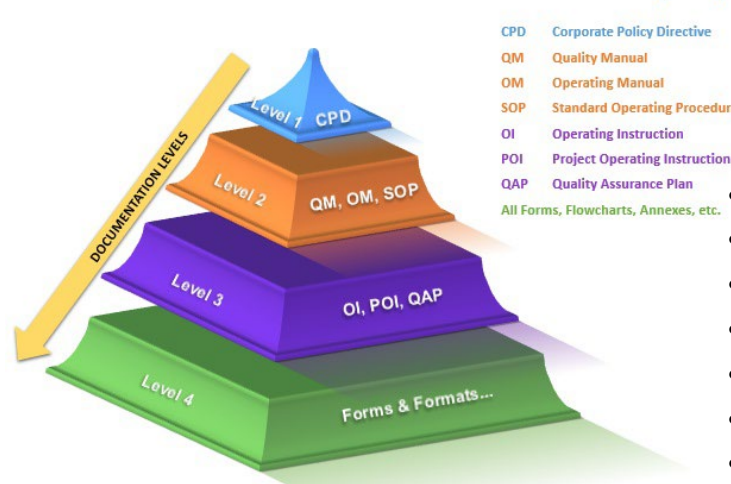 CPD Corporate Policy Directive
QM Quality Manual
OM Operating Manual
SOP Standard Operating Procedur
OI Operating Instruction
POI Project Operating Instruction
QAP Quality Assurance Plan
All Forms, Flowcharts, Annexes, etc.
DOCUMENTATION LEVELS
Level 1 CPD
Level 2 QM, OM, SOP
Level 3 OI, POI, QAP
Level 4 Forms & Formats...